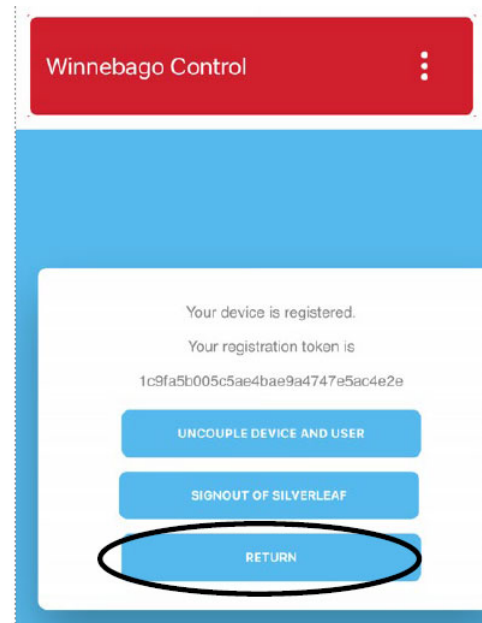 Winnebago Control
Your device is registered.
Your registration token is
1c9fa5b005c5ae4bae9a4747e5ac4e2e
UNCOUPLE DEVICE AND USER
SIGNOUT OF SILVERLEAF
RETURN